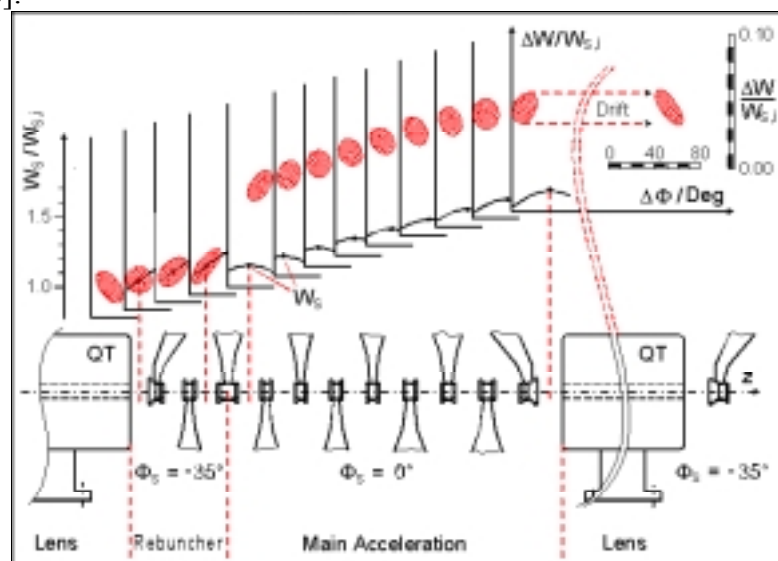 ΔW/W_s,j
0.10
ΔW
W_s,j
0.00
Drift
0 40 80
ΔΦ / Deg
W_s / W_s,j
1.5
1.0
W_s
QT
QT
z
Φ_s = -35°
Φ_s = 0°
Φ_s = -35°
Lens
Rebuncher
Main Acceleration
Lens